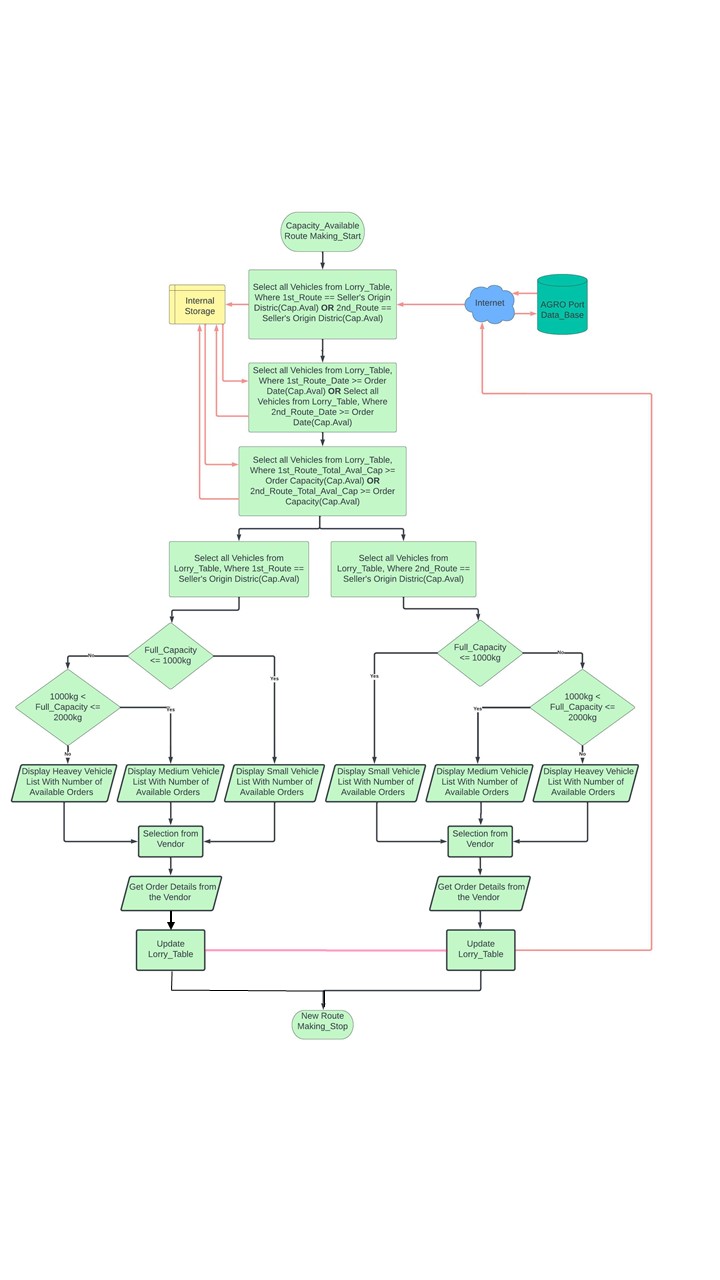 Capacity_Available
Route Making_Start
Select all Vehicles from Lorry_Table,
Where 1st_Route == Seller's Origin
Distric(Cap.Aval) OR 2nd_Route ==
Seller's Origin Distric(Cap.Aval)
Internal
Storage
Internet
AGRO Port
Data_Base
Select all Vehicles from Lorry_Table,
Where 1st_Route_Date >= Order
Date(Cap.Aval) OR Select all
Vehicles from Lorry_Table, Where
2nd_Route_Date >= Order
Date(Cap.Aval)
Select all Vehicles from Lorry_Table,
Where 1st_Route_Total_Aval_Cap >=
Order Capacity(Cap.Aval) OR
2nd_Route_Total_Aval_Cap >= Order
Capacity(Cap.Aval)
Select all Vehicles from
Lorry_Table, Where 1st_Route ==
Seller's Origin Distric(Cap.Aval)
Select all Vehicles from
Lorry_Table, Where 2nd_Route ==
Seller's Origin Distric(Cap.Aval)
Full_Capacity
<= 1000kg
No
Yes
Full_Capacity
<= 1000kg
Yes
No
1000kg <
Full_Capacity <=
2000kg
Yes
No
1000kg <
Full_Capacity <=
2000kg
Yes
No
Display Heavey Vehicle
List With Number of
Available Orders
Display Medium Vehicle
List With Number of
Available Orders
Display Small Vehicle
List With Number of
Available Orders
Display Small Vehicle
List With Number of
Available Orders
Display Medium Vehicle
List With Number of
Available Orders
Display Heavey Vehicle
List With Number of
Available Orders
Selection from
Vendor
Selection from
Vendor
Get Order Details from
the Vendor
Get Order Details from
the Vendor
Update
Lorry_Table
Update
Lorry_Table
New Route
Making_Stop